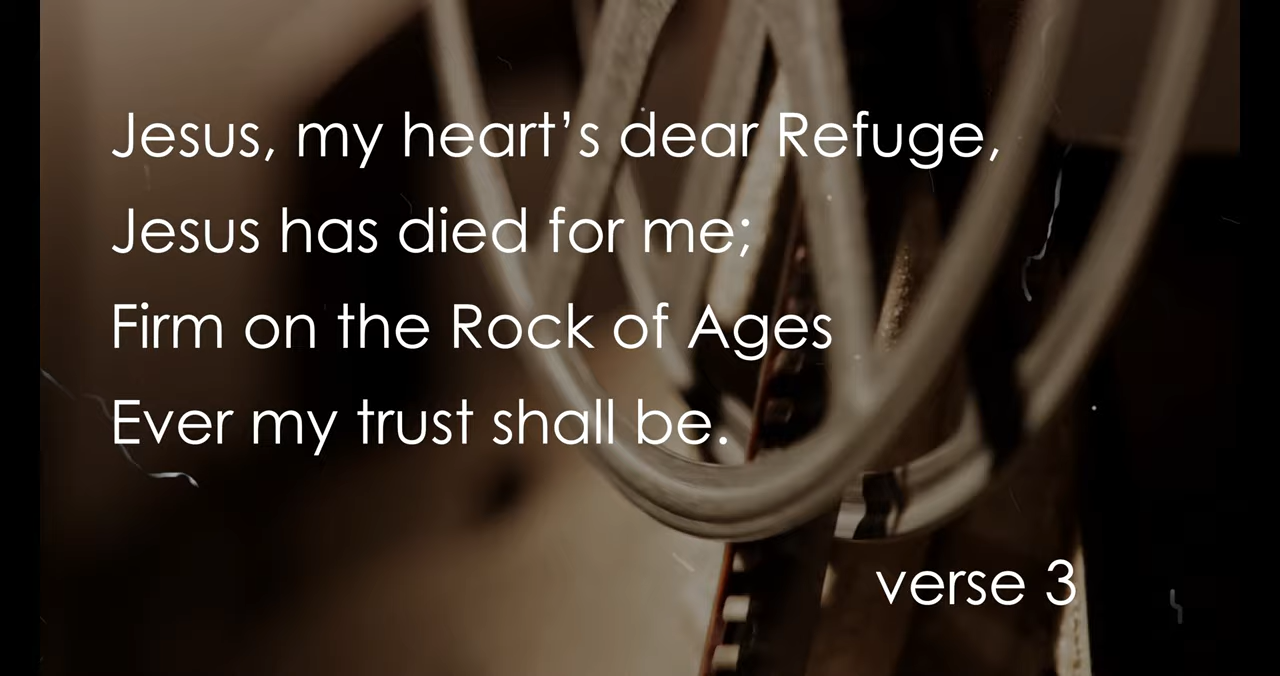 Jesus, my heart’s dear Refuge,
Jesus has died for me;
Firm on the Rock of Ages
Ever my trust shall be.
verse 3